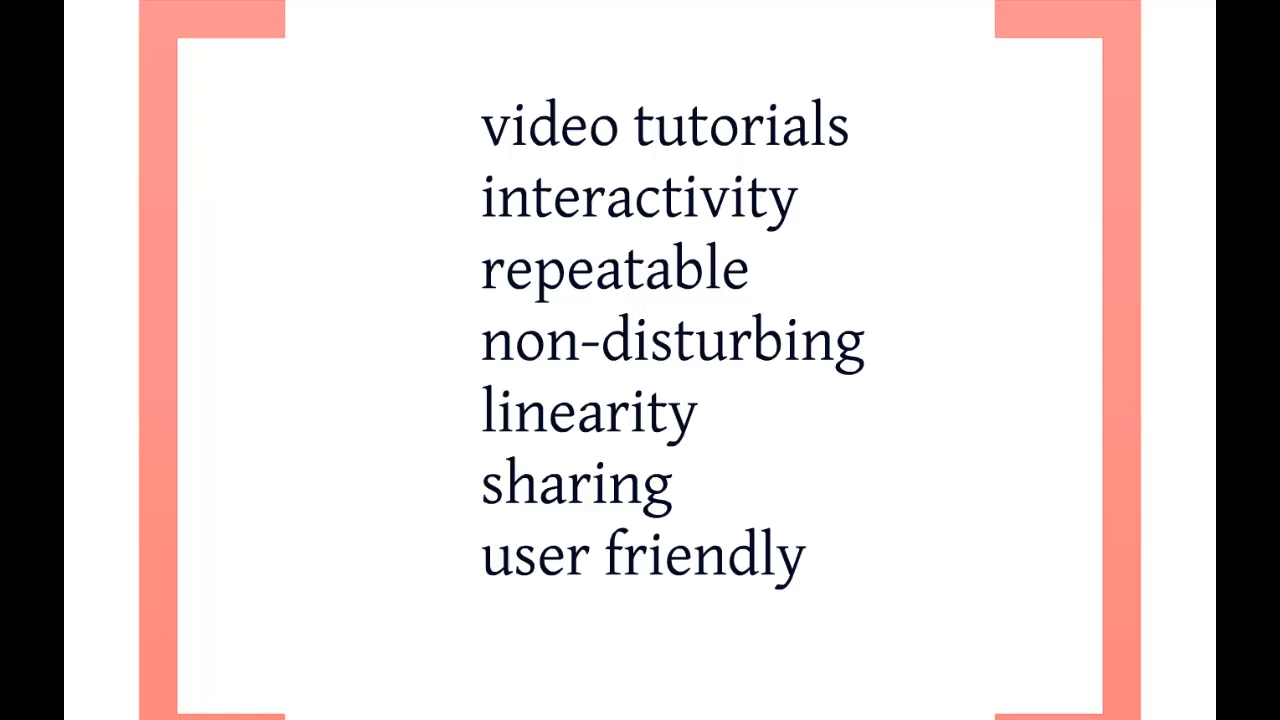 video tutorials
interactivity
repeatable
non-disturbing
linearity
sharing
user friendly